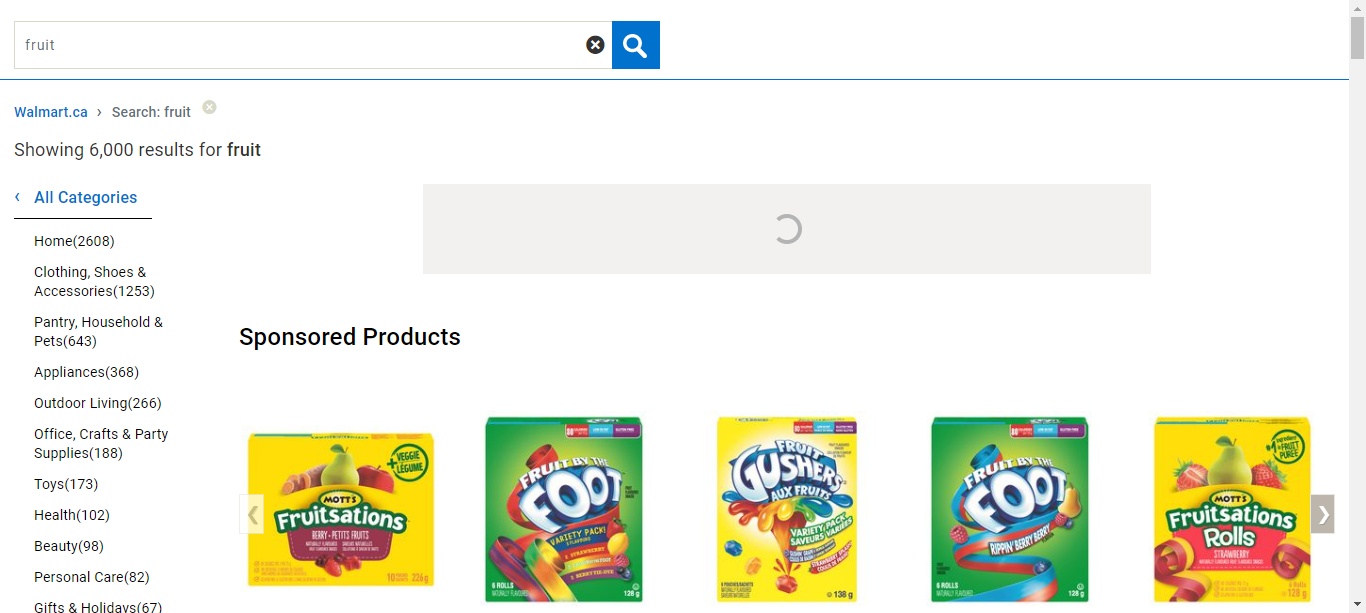 fruit
Walmart.ca › Search: fruit
Showing 6,000 results for fruit
‹ All Categories
Home(2608)
Clothing, Shoes &
Accessories(1253)
Pantry, Household &
Pets(643)
Appliances(368)
Outdoor Living(266)
Office, Crafts & Party
Supplies(188)
Toys(173)
Health(102)
Beauty(98)
Personal Care(82)
Gifts & Holidays(67)
Sponsored Products
+VEGGIE
LÉGUME
MOTT'S
Fruitsations
BERRY • PETITS FRUITS
226g
FRUIT BY THE
FOOT
VARIETY PACK!
STRAWBERRY
BERRY TIE-DYE
6 ROLLS
128 g
FRUIT
GUSHERS
AUX FRUITS
VARIETY PACK
SAVEURS VARIÉES
138 g
FRUIT BY THE
FOOT
RIPPIN' BERRY BERRY
6 ROLLS
128 g
FRUIT
PURÉE
MOTT'S
Fruitsations
Rolls
STRAWBERRY
128 g